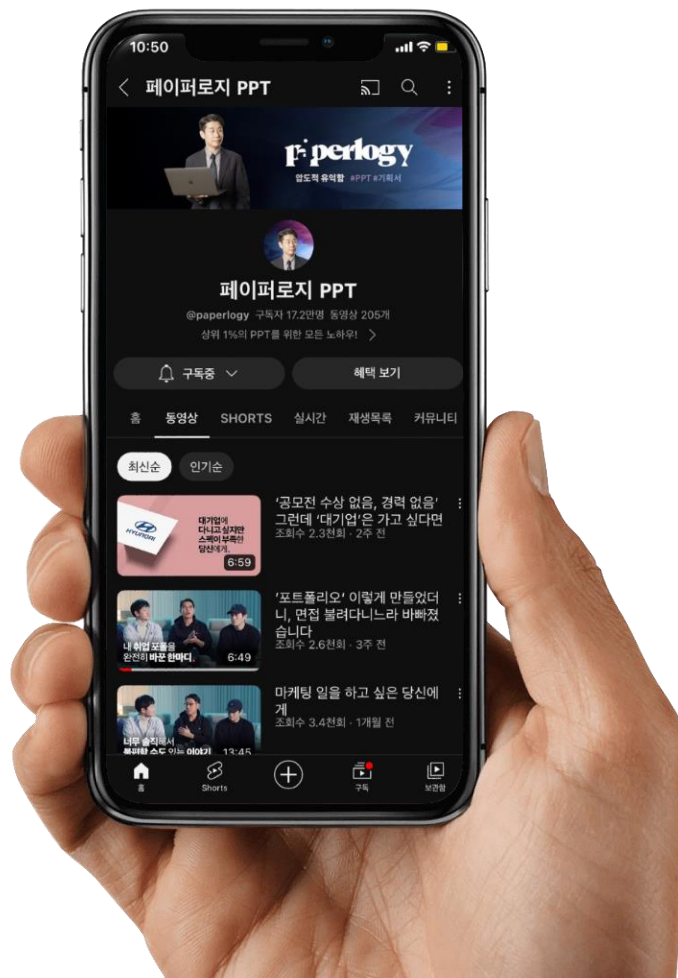 10:50
페이퍼로지 PPT
paperlogy
압도적 유익함 #PPT #기획서
페이퍼로지 PPT
@paperlogy 구독자 17.2만명 동영상 205개
상위 1%의 PPT를 위한 모든 노하우!
구독중
혜택 보기
홈 동영상 SHORTS 실시간 재생목록 커뮤니티
최신순 인기순
HYUNDAI
대기업에
다니고 싶지만
스펙이 부족한
당신에게.
6:59
'공모전 수상 없음, 경력 없음'
그런데 '대기업'은 가고 싶다면
조회수 2.3천회 · 2주 전
내 취업 포폴을
완전히 바꾼 한마디.
6:49
'포트폴리오' 이렇게 만들었더
니, 면접 불려다니느라 바빠졌
습니다
조회수 2.6천회 · 3주 전
너무 솔직해서
불편할 수도 있는 이야기
13:45
마케팅 일을 하고 싶은 당신에
게
조회수 3.4천회 · 1개월 전
홈 Shorts 구독 보관함